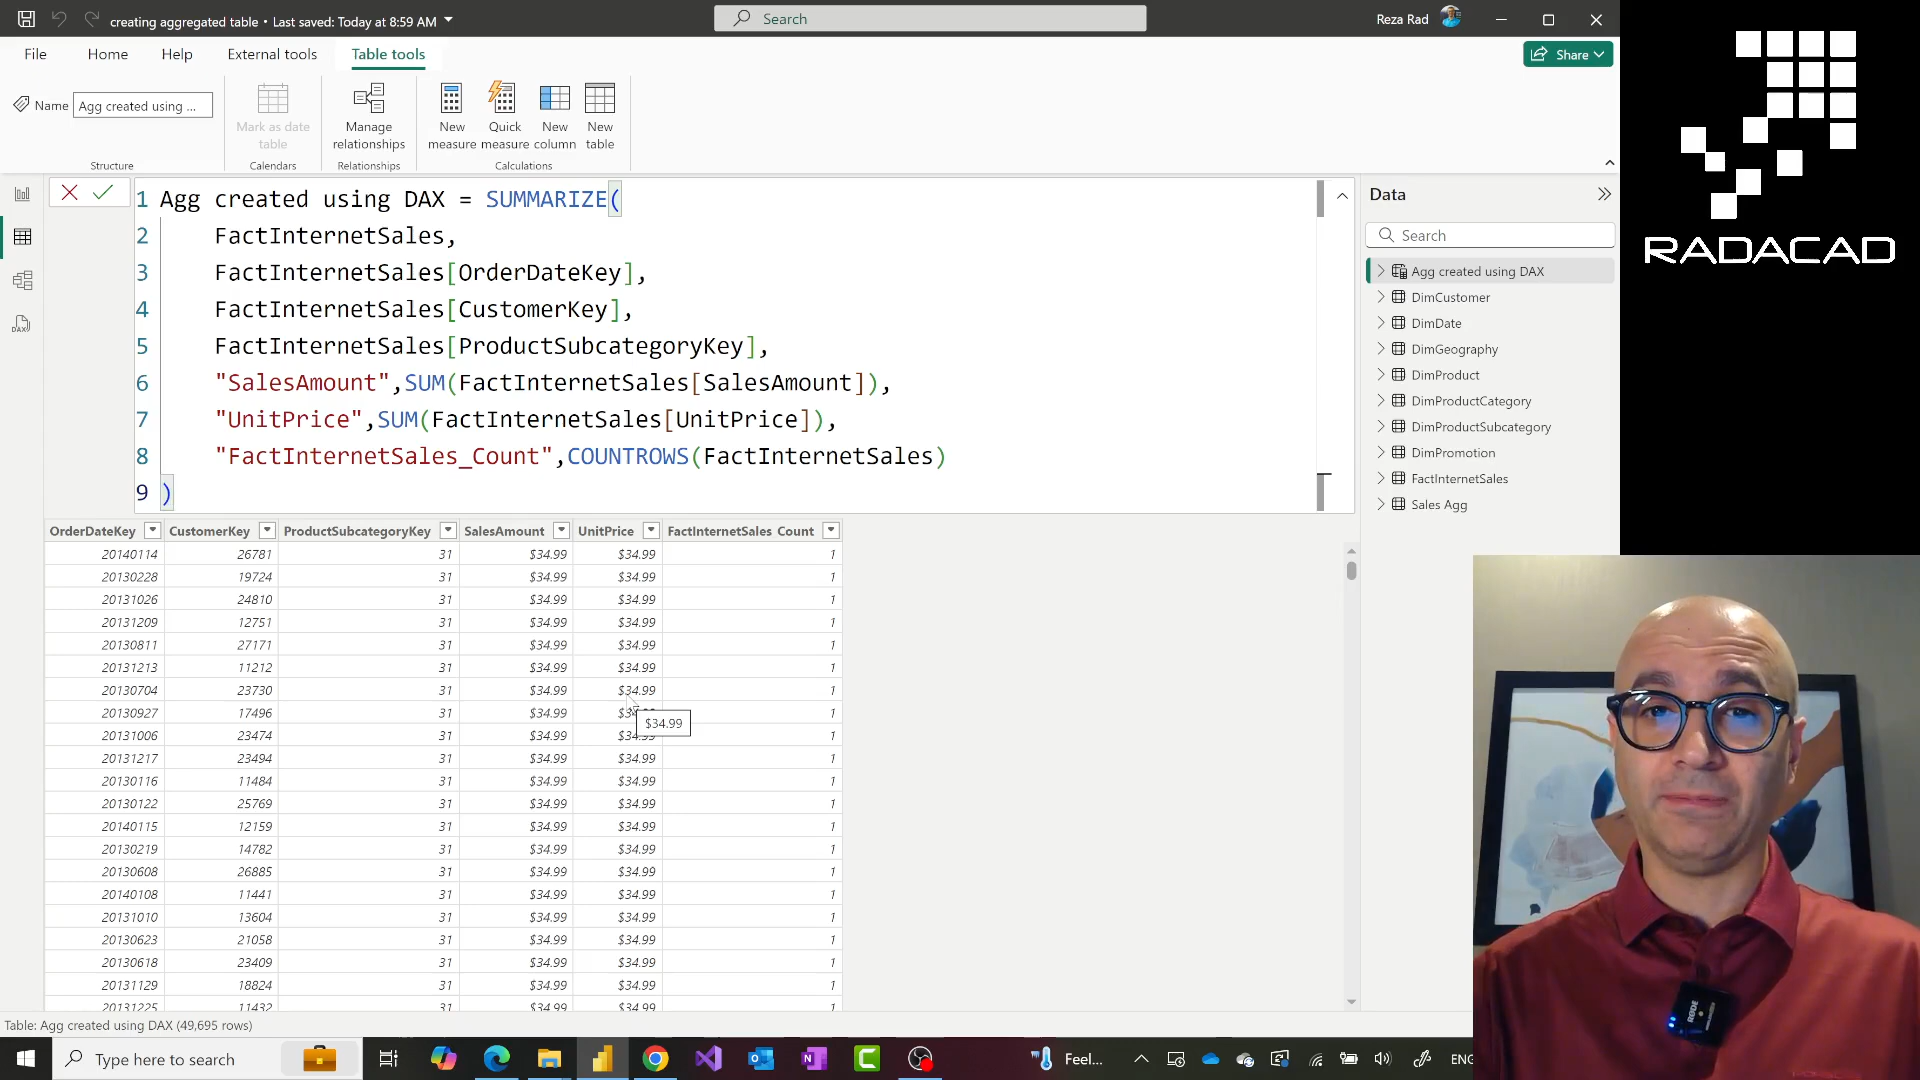 creating aggregated table • Last saved: Today at 8:59 AM
Search
Reza Rad
File
Home
Help
External tools
Table tools
Share
Name
Agg created using ...
Mark as date table
Manage relationships
New measure
Quick measure
New column
New table
Structure
Calendars
Relationships
Calculations
1 Agg created using DAX = SUMMARIZE(
2 FactInternetSales,
3 FactInternetSales[OrderDateKey],
4 FactInternetSales[CustomerKey],
5 FactInternetSales[ProductSubcategoryKey],
6 "SalesAmount",SUM(FactInternetSales[SalesAmount]),
7 "UnitPrice",SUM(FactInternetSales[UnitPrice]),
8 "FactInternetSales_Count",COUNTROWS(FactInternetSales)
9 )
Data
Search
Agg created using DAX
DimCustomer
DimDate
DimGeography
DimProduct
DimProductCategory
DimProductSubcategory
DimPromotion
FactInternetSales
Sales Agg
RADACAD
OrderDateKey CustomerKey ProductSubcategoryKey SalesAmount UnitPrice FactInternetSales_Count
20140114 26781 31 $34.99 $34.99 1
20130228 19724 31 $34.99 $34.99 1
20131026 24810 31 $34.99 $34.99 1
20131209 12751 31 $34.99 $34.99 1
20130811 27171 31 $34.99 $34.99 1
20131213 11212 31 $34.99 $34.99 1
20130704 23730 31 $34.99 $34.99 1
20130927 17496 31 $34.99 1
$34.99
20131006 23474 31 $34.99 $34.99 1
20131217 23494 31 $34.99 $34.99 1
20130116 11484 31 $34.99 $34.99 1
20130122 25769 31 $34.99 $34.99 1
20140115 12159 31 $34.99 $34.99 1
20130219 14782 31 $34.99 $34.99 1
20130608 26885 31 $34.99 $34.99 1
20140108 11441 31 $34.99 $34.99 1
20131010 13604 31 $34.99 $34.99 1
20130623 21058 31 $34.99 $34.99 1
20130618 23409 31 $34.99 $34.99 1
20131129 18824 31 $34.99 $34.99 1
20131225 11432 31 $34.99 $34.99 1
Table: Agg created using DAX (49,695 rows)
Type here to search
Feel...
ENG
RØDE